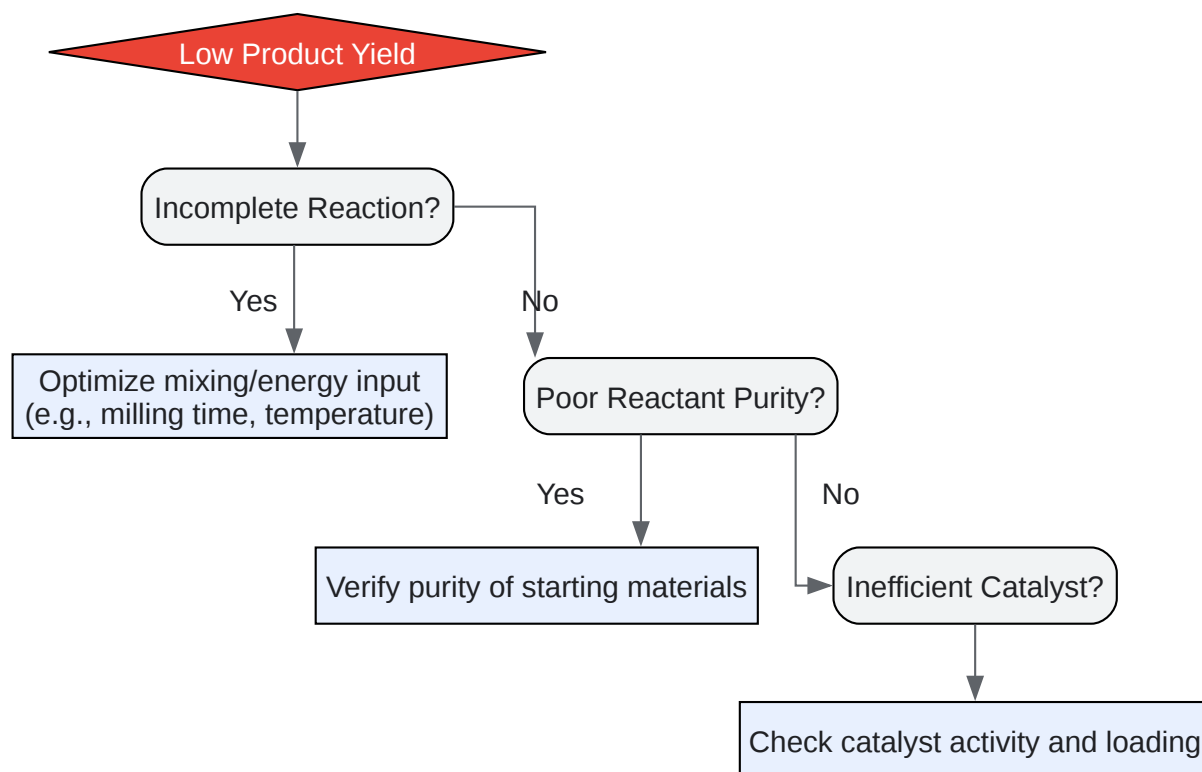 Low Product Yield
Incomplete Reaction?
Yes
No
Optimize mixing/energy input
(e.g., milling time, temperature)
Poor Reactant Purity?
Yes
No
Verify purity of starting materials
Inefficient Catalyst?
Check catalyst activity and loading